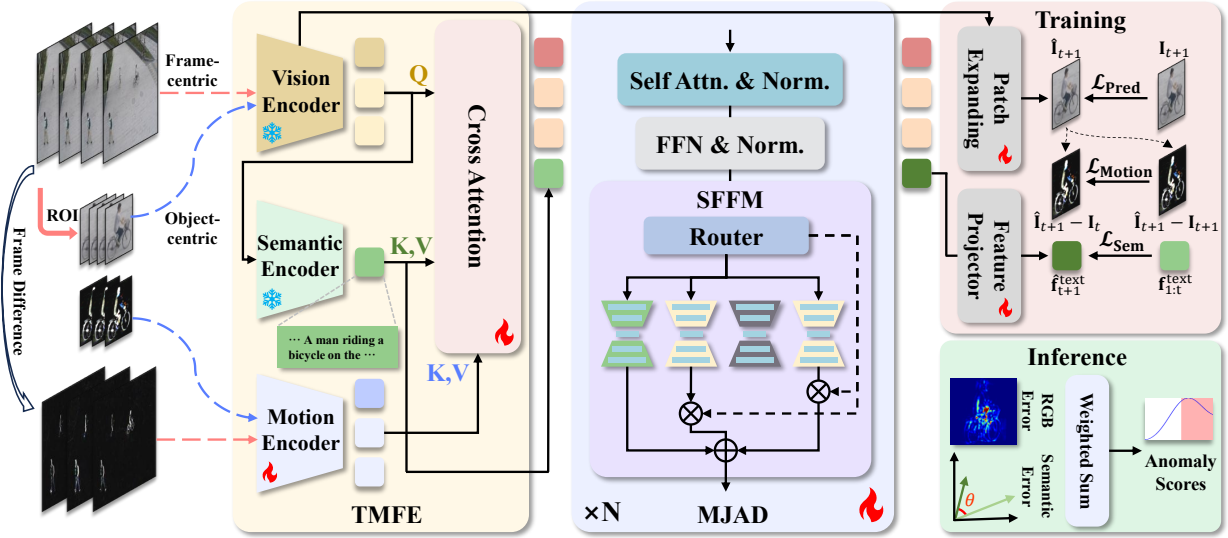 Frame-
centric
ROI
Object-
centric
Frame Difference
Vision
Encoder
Q
Semantic
Encoder
K,V
··· A man riding a
bicycle on the ···
K,V
Motion
Encoder
Cross Attention
TMFE
Self Attn. & Norm.
FFN & Norm.
SFFM
Router
×N
MJAD
Training
Patch
Expanding
Î_{t+1}
I_{t+1}
ℒ_Pred
ℒ_Motion
Î_{t+1} − I_t
Î_{t+1} − I_{t+1}
Feature
Projector
ℒ_Sem
f̂^{text}_{t+1}
f^{text}_{1:t}
Inference
RGB
Error
Semantic
Error
θ
Weighted Sum
Anomaly
Scores